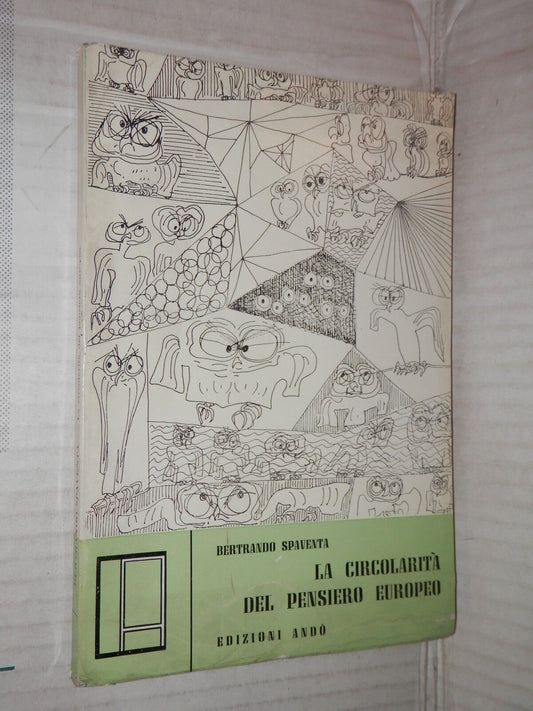 BERTRANDO SPAVENTA
LA CIRCOLARITÀ
DEL PENSIERO EUROPEO
EDIZIONI ANDÒ